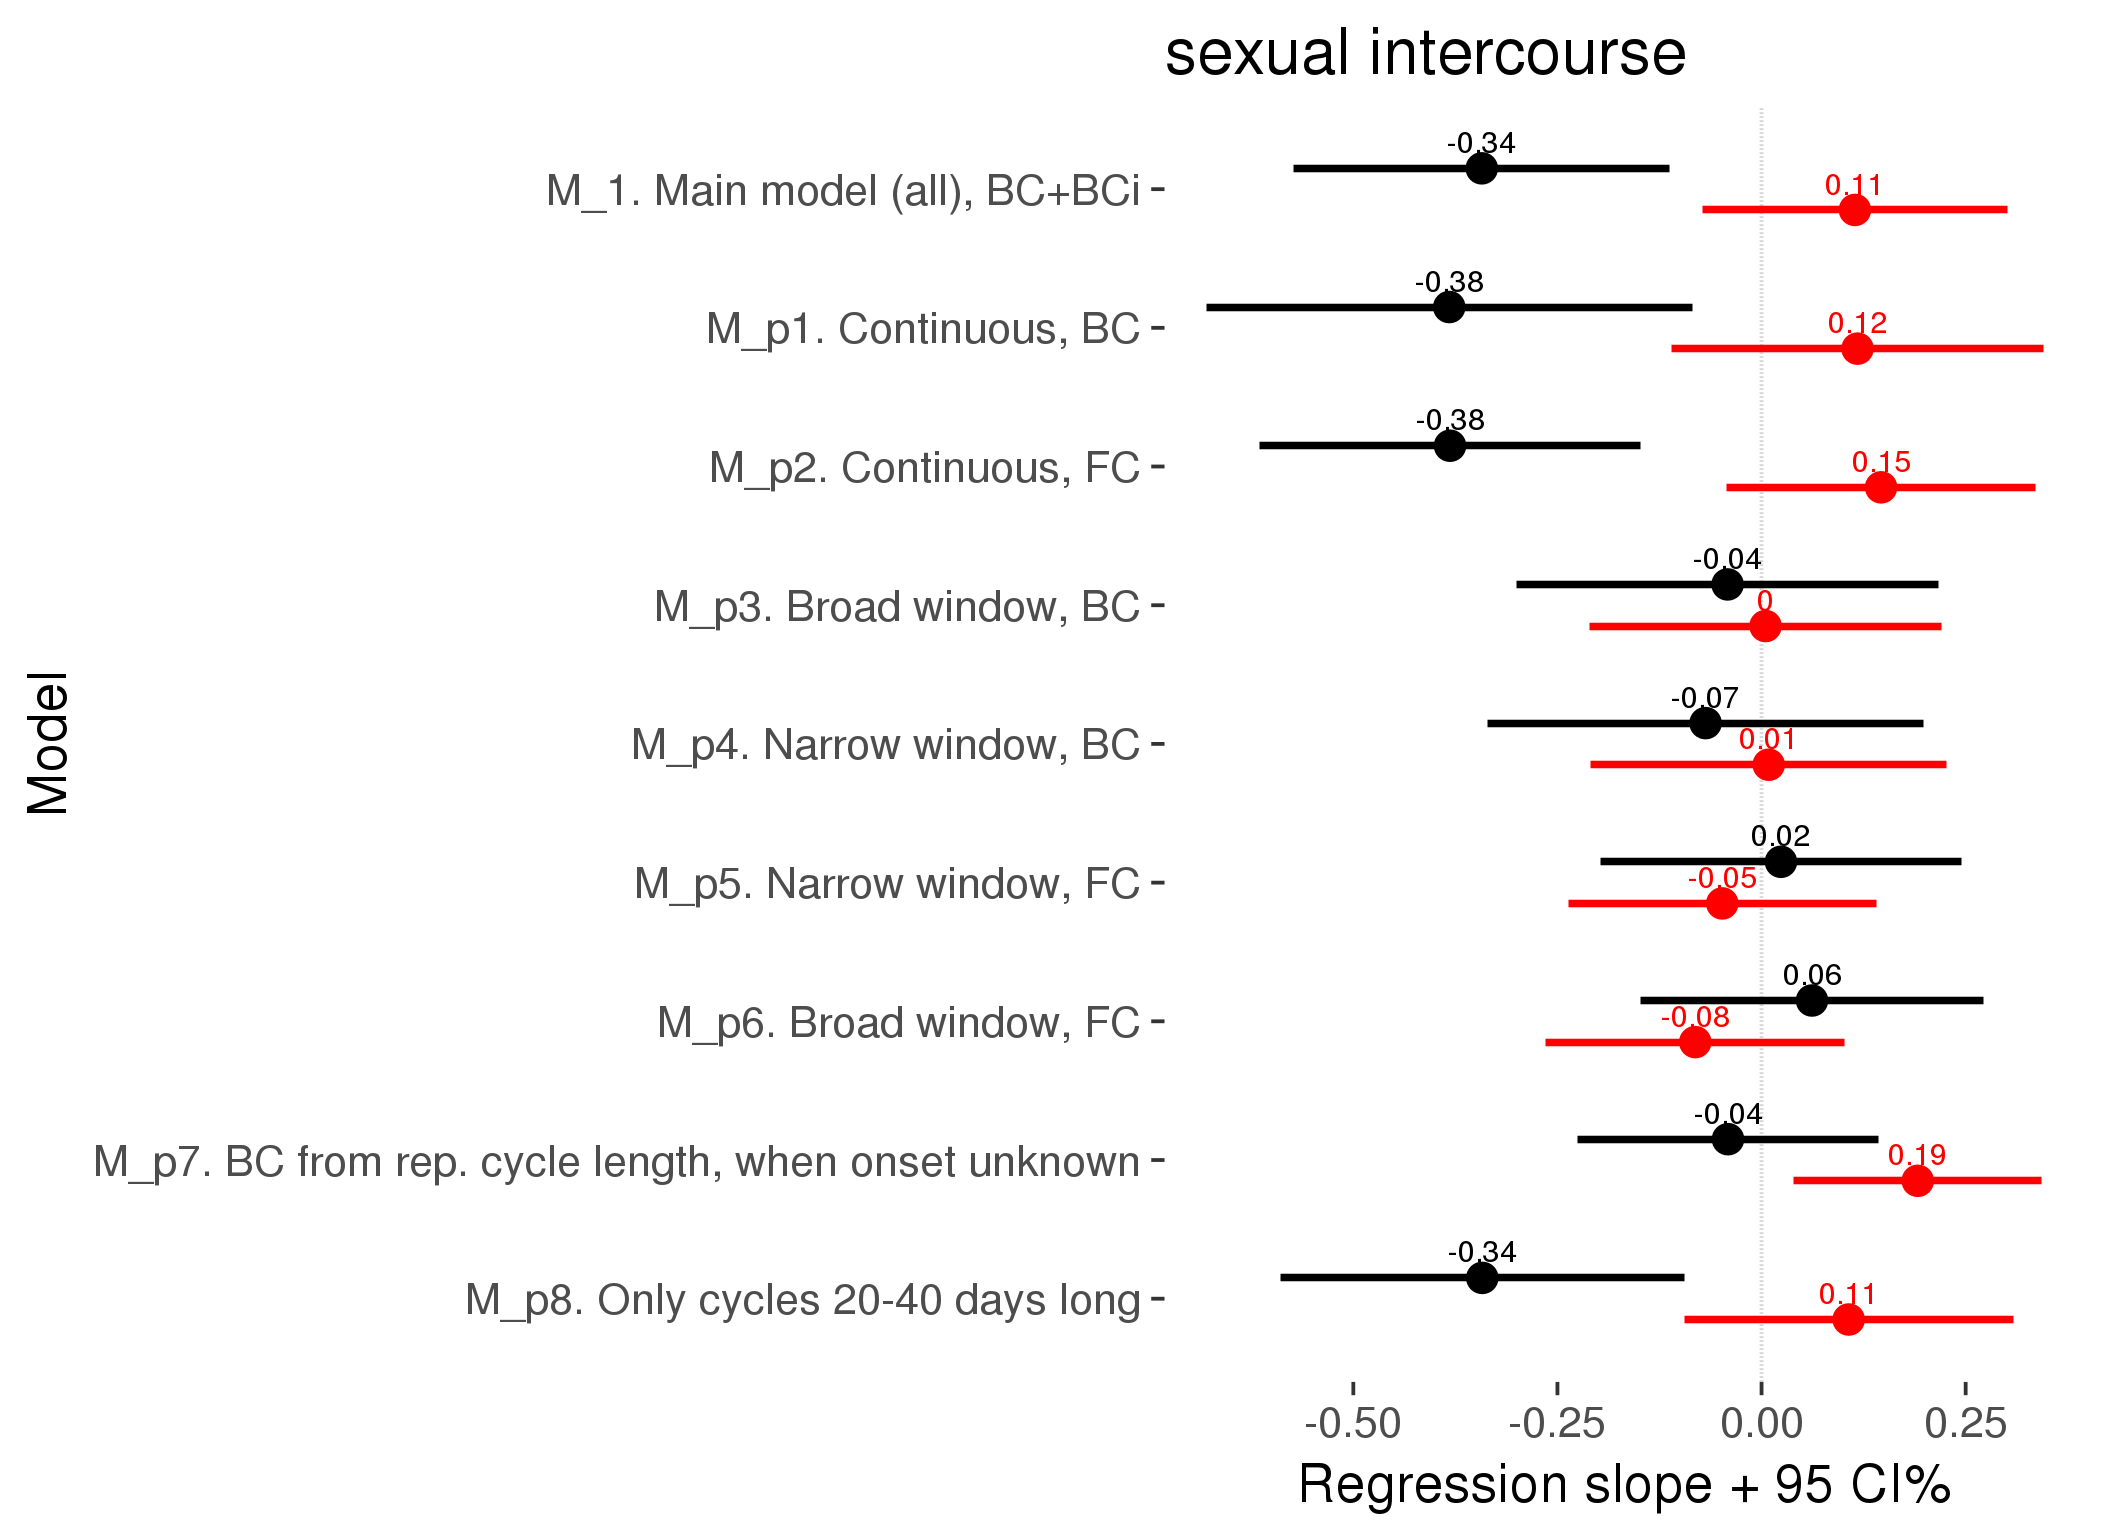 sexual intercourse
Model
M_1. Main model (all), BC+BCi
-0.34
0.11
M_p1. Continuous, BC
-0.38
0.12
M_p2. Continuous, FC
-0.38
0.15
M_p3. Broad window, BC
-0.04
0
M_p4. Narrow window, BC
-0.07
0.01
M_p5. Narrow window, FC
0.02
-0.05
M_p6. Broad window, FC
0.06
-0.08
M_p7. BC from rep. cycle length, when onset unknown
-0.04
0.19
M_p8. Only cycles 20-40 days long
-0.34
0.11
-0.50 -0.25 0.00 0.25
Regression slope + 95 CI%